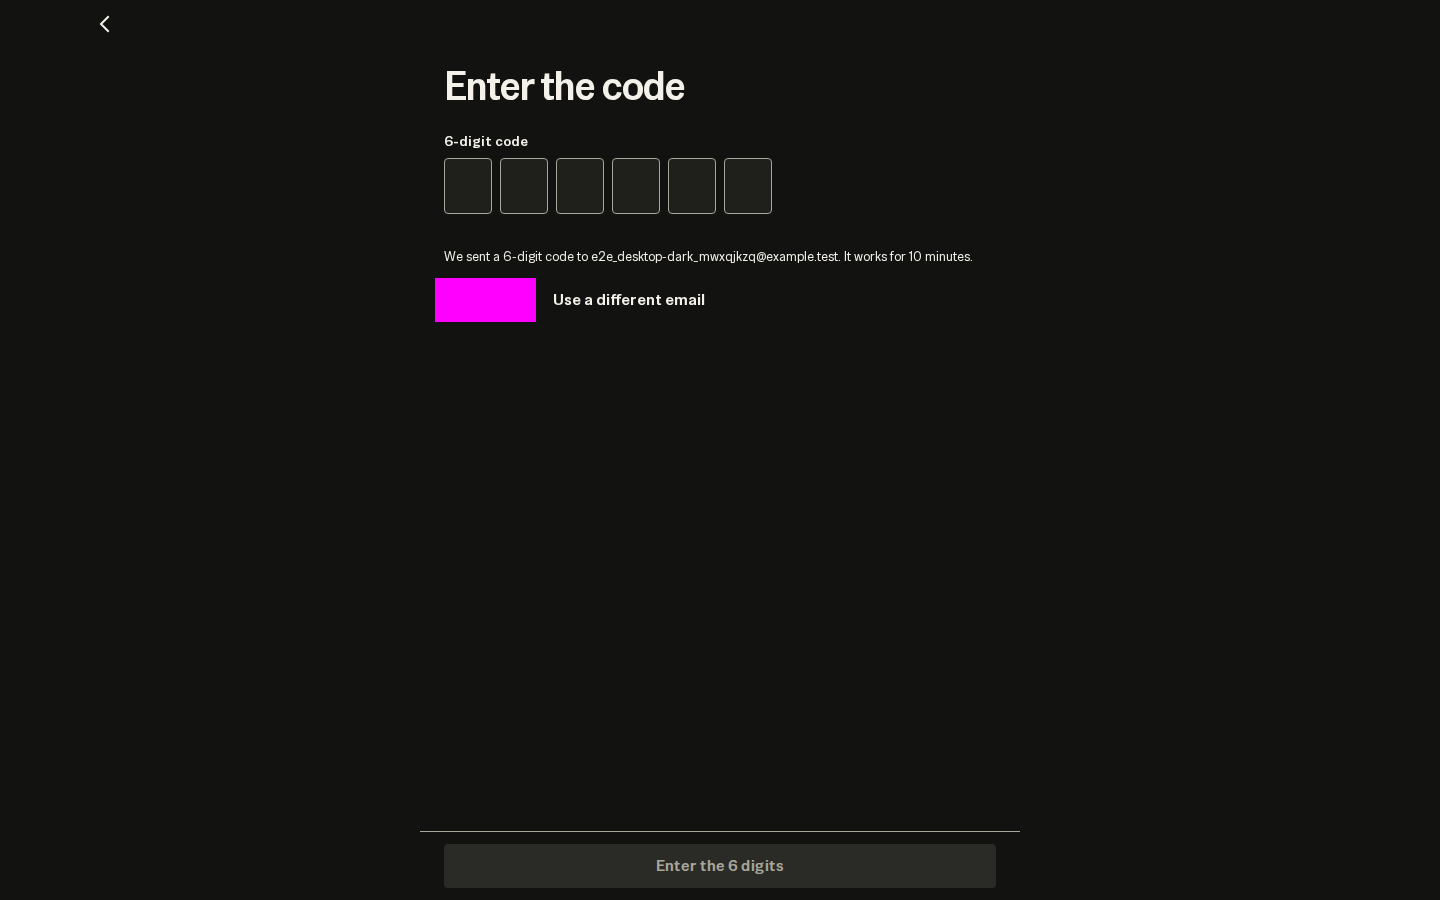 Enter the code
6-digit code
We sent a 6-digit code to e2e_desktop-dark_mwxqjkzq@example.test. It works for 10 minutes.
Use a different email
Enter the 6 digits